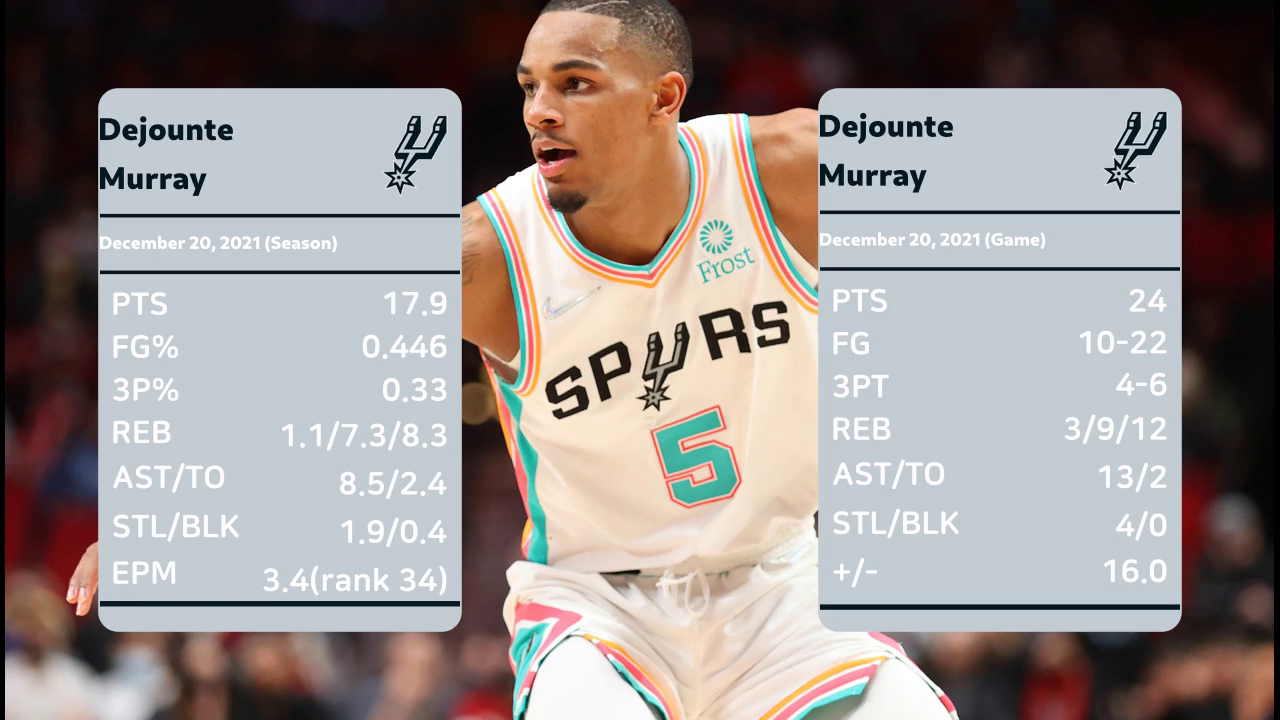 Dejounte
Murray
December 20, 2021 (Season)
PTS 17.9
FG% 0.446
3P% 0.33
REB 1.1/7.3/8.3
AST/TO 8.5/2.4
STL/BLK 1.9/0.4
EPM 3.4(rank 34)
Frost
SPURS
5
Dejounte
Murray
December 20, 2021 (Game)
PTS 24
FG 10-22
3PT 4-6
REB 3/9/12
AST/TO 13/2
STL/BLK 4/0
+/- 16.0